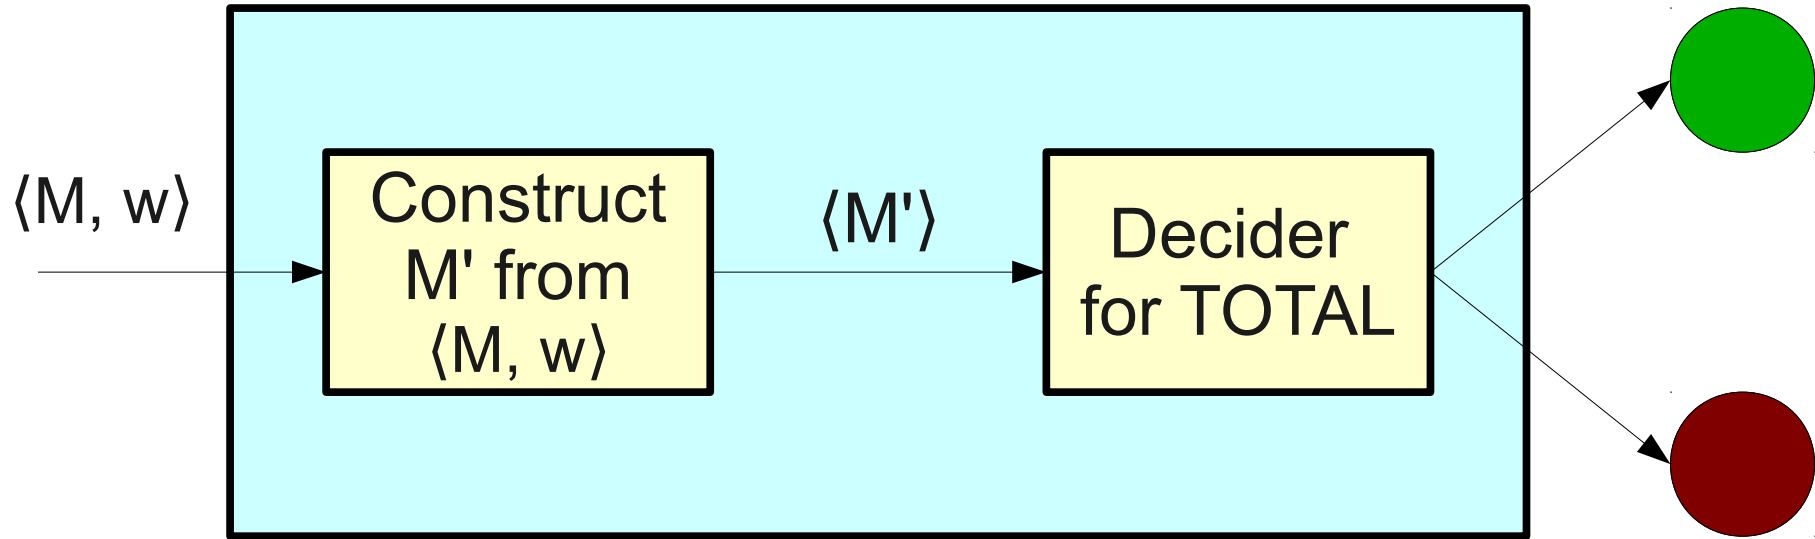 ⟨M, w⟩
Construct
M' from
⟨M, w⟩
⟨M'⟩
Decider
for TOTAL